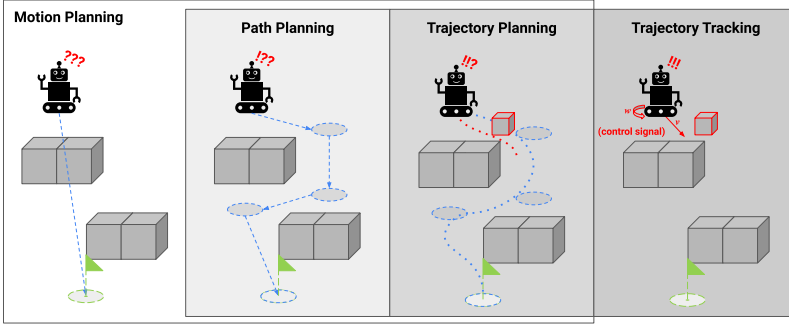 Motion Planning
Path Planning
Trajectory Planning
Trajectory Tracking
???
!??
!!?
!!!
w
v
(control signal)